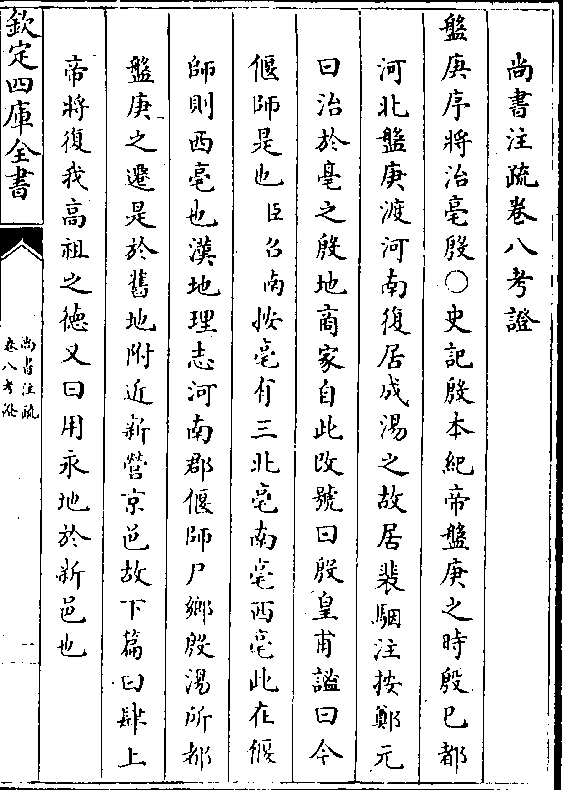 尚書注疏卷八考證
盤庚序將治亳殷○史記殷本紀帝盤庚之時殷已都
河北盤庚渡河南復居成湯之故居裴駰注按鄭元
曰治於亳之殷地商家自此改號曰殷皇甫謐曰今
偃師是也臣召南按亳有三北亳南亳西亳此在偃
師則西亳也漢地理志河南郡偃師尸鄉殷湯所都
盤庚之遷是於舊地附近新營京邑故下篇曰肆上
帝將復我高祖之德又曰用永地於新邑也
欽定四庫全書
尚書注疏
卷八考證
一